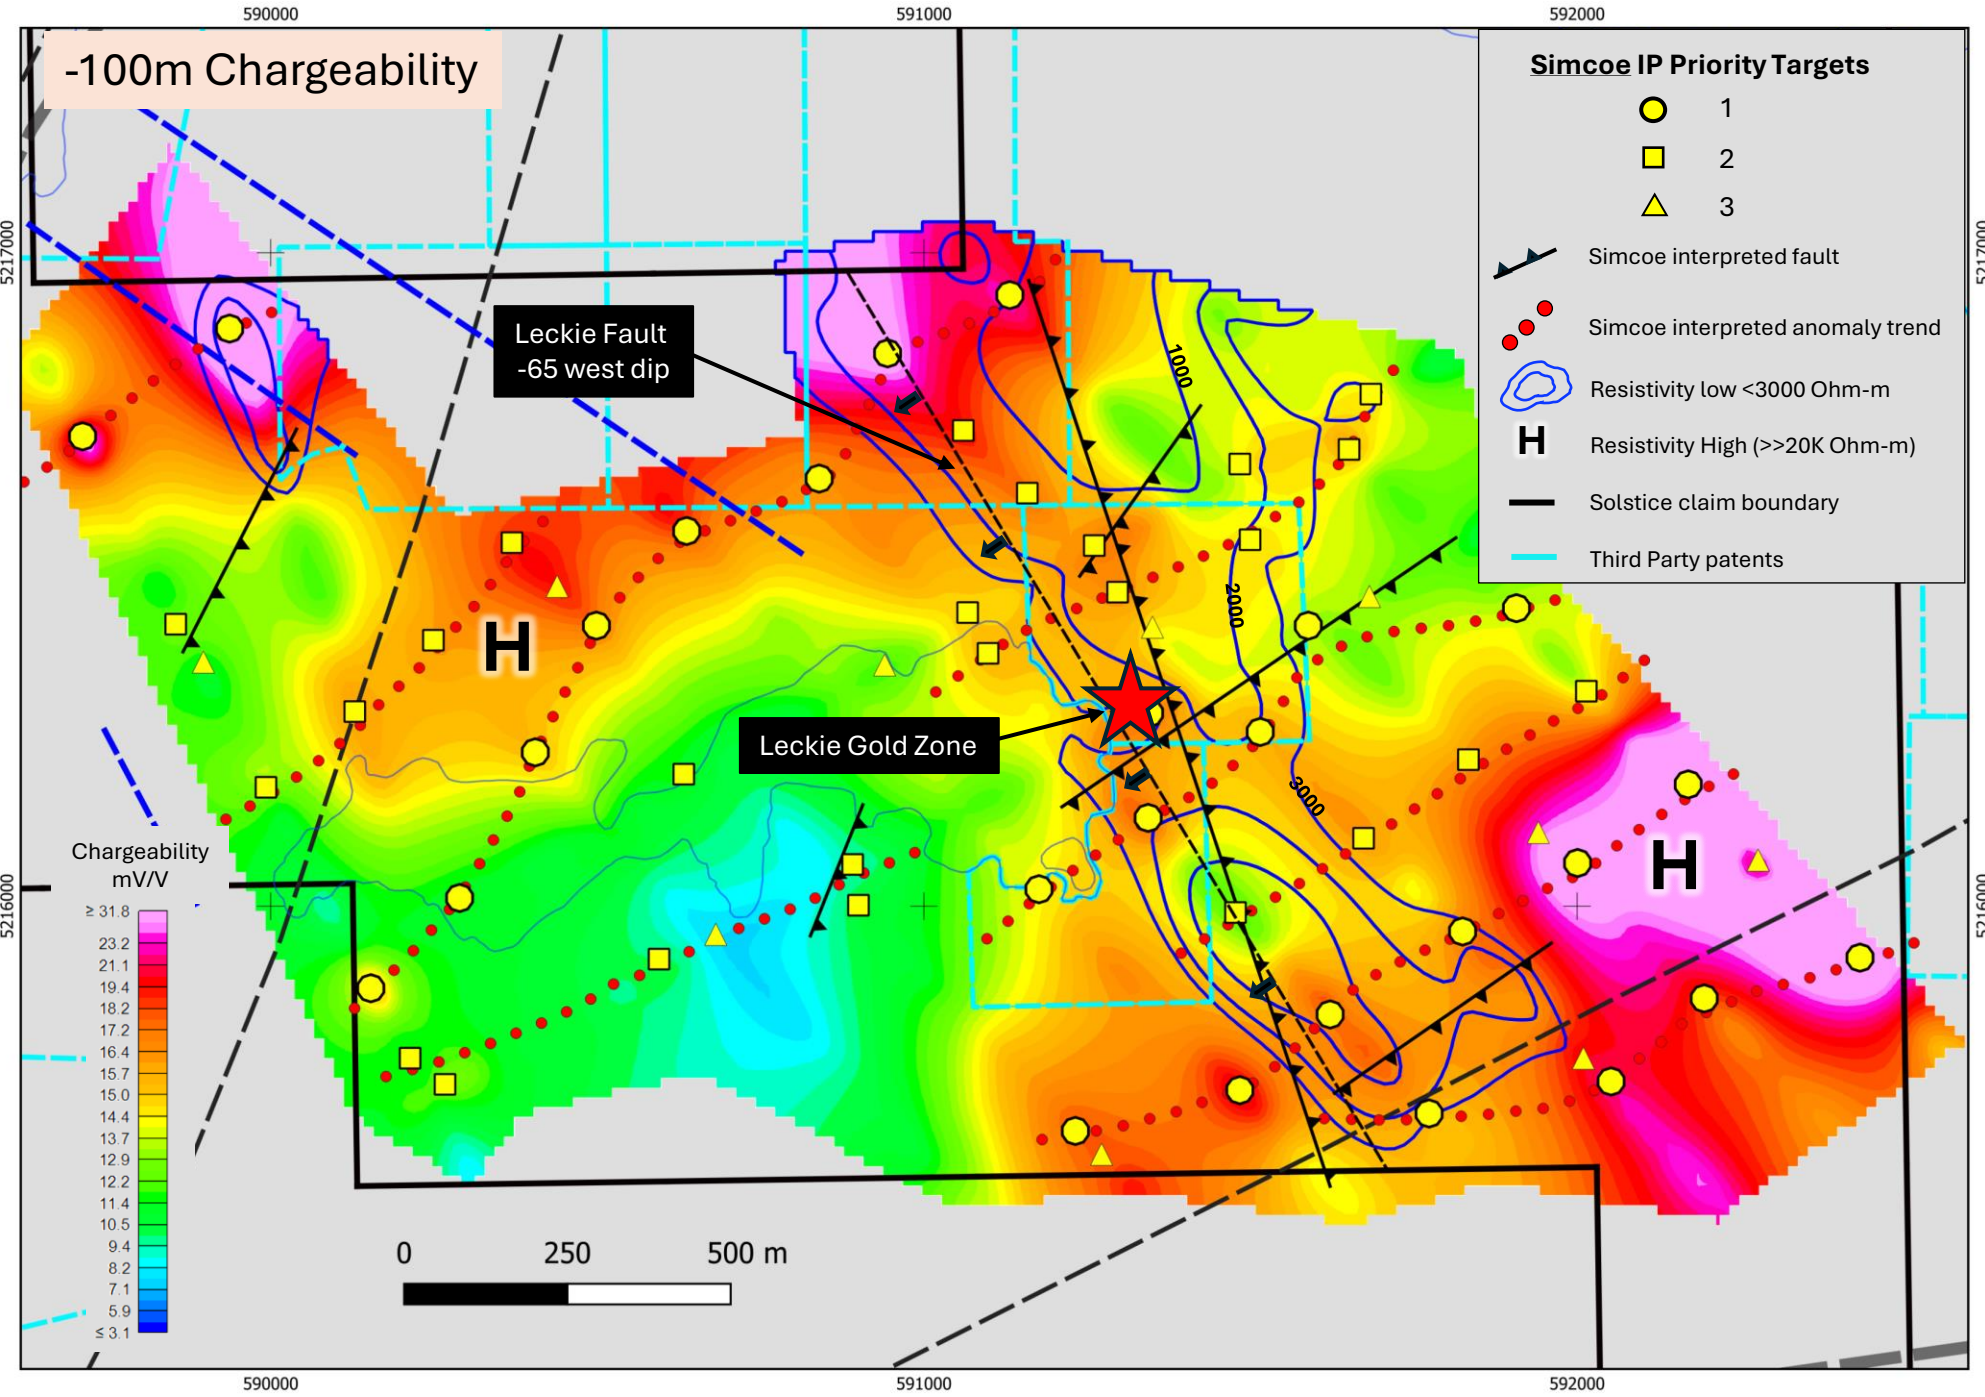 590000
591000
592000
-100m Chargeability
Simcoe IP Priority Targets
1
2
3
Simcoe interpreted fault
Simcoe interpreted anomaly trend
Resistivity low <3000 Ohm-m
H
Resistivity High (>>20K Ohm-m)
Solstice claim boundary
Third Party patents
5217000
5217000
Leckie Fault
-65 west dip
1000
2000
H
Leckie Gold Zone
3000
H
5216000
Chargeability
mV/V
≥ 31.8
23.2
21.1
19.4
18.2
17.2
16.4
15.7
15.0
14.4
13.7
12.9
12.2
11.4
10.5
9.4
8.2
7.1
5.9
≤ 3.1
5216000
0 250 500 m
590000
591000
592000